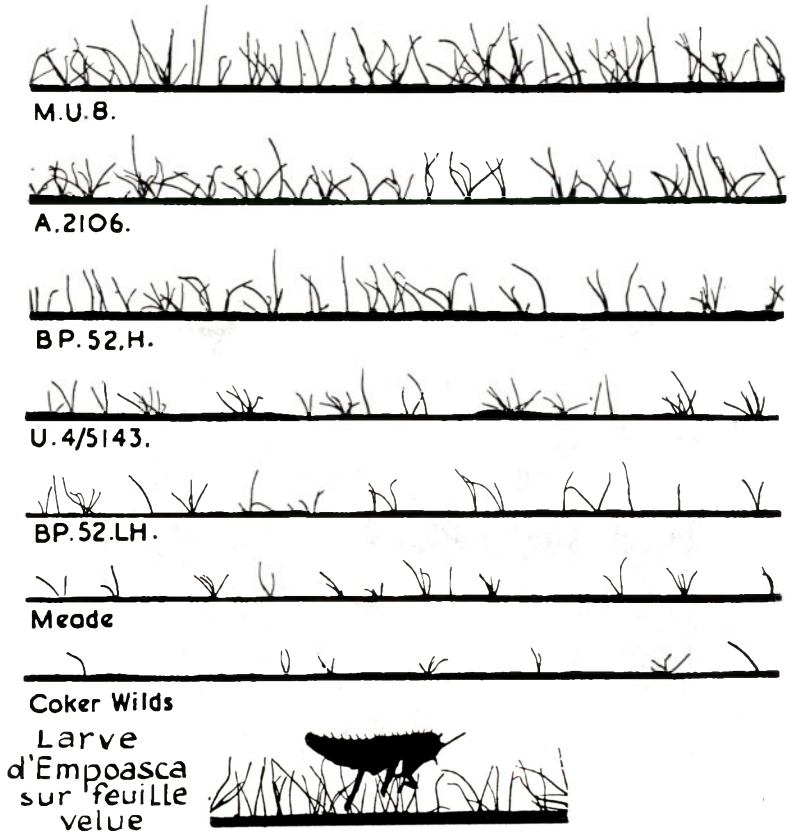 M.U.8.
A.2106.
BP.52.H.
U.4/5143.
BP.52.LH.
Meade
Coker Wilds
Larve
d'Empoasca
sur feuille
velue